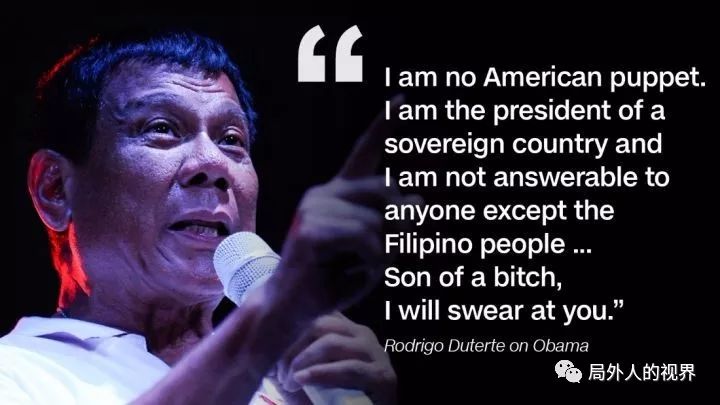 “
I am no American puppet.
I am the president of a
sovereign country and
I am not answerable to
anyone except the
Filipino people ...
Son of a bitch,
I will swear at you.”
Rodrigo Duterte on Obama
局外人的视界